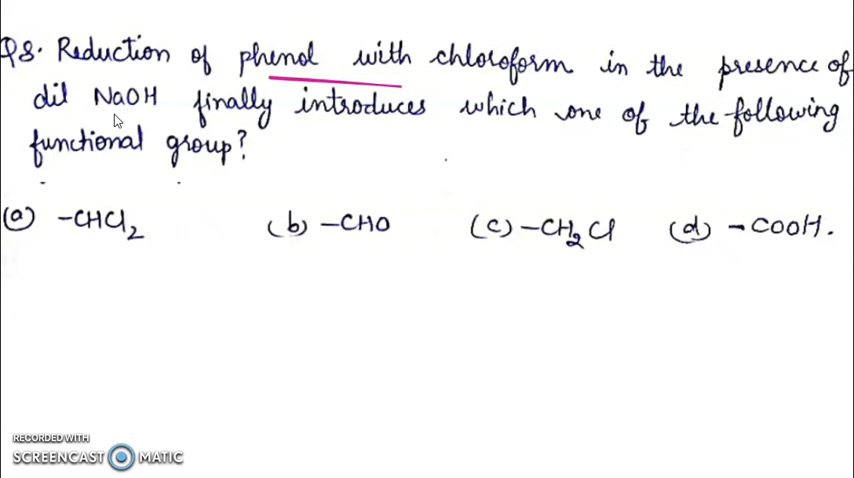 Q8. Reduction of phenol with chloroform in the presence of
dil NaOH finally introduces which one of the following
functional group?
(a) -CHCl₂ (b) -CHO (c) -CH₂Cl (d) -COOH.
RECORDED WITH
SCREENCAST MATIC